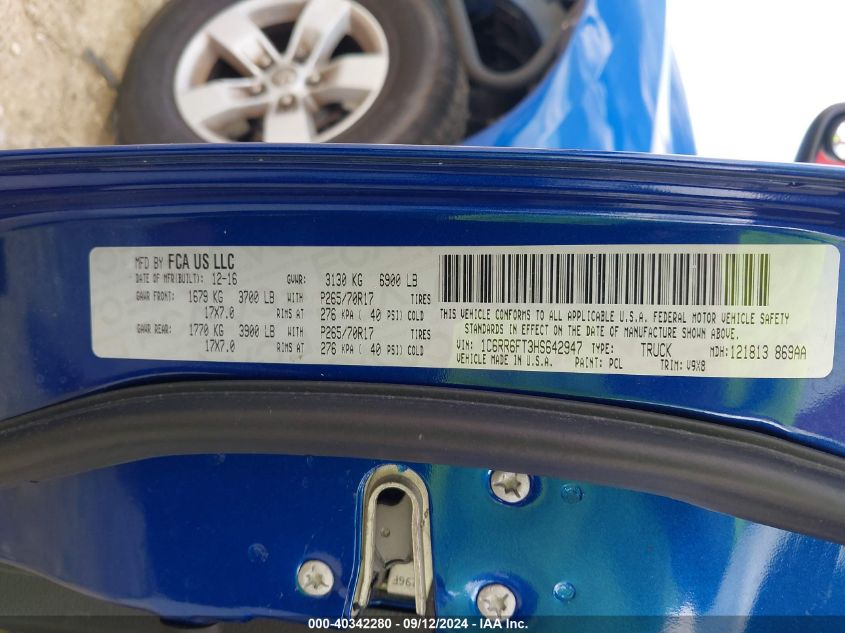 MFD BY FCA US LLC
DATE OF MFR(BUILT): 12-16 GVWR: 3130 KG 6900 LB
GAWR FRONT: 1679 KG 3700 LB WITH P265/70R17 TIRES
17X7.0 RIMS AT 276 KPA ( 40 PSI) COLD
GAWR REAR: 1770 KG 3900 LB WITH P265/70R17 TIRES
17X7.0 RIMS AT 276 KPA ( 40 PSI) COLD
THIS VEHICLE CONFORMS TO ALL APPLICABLE U.S.A. FEDERAL MOTOR VEHICLE SAFETY
STANDARDS IN EFFECT ON THE DATE OF MANUFACTURE SHOWN ABOVE.
VIN: 1C6RR6FT3HS642947 TYPE: TRUCK MDH: 121813 869AA
VEHICLE MADE IN U.S.A. PAINT: PCL TRIM: V9X8
000-40342280 - 09/12/2024 - IAA Inc.